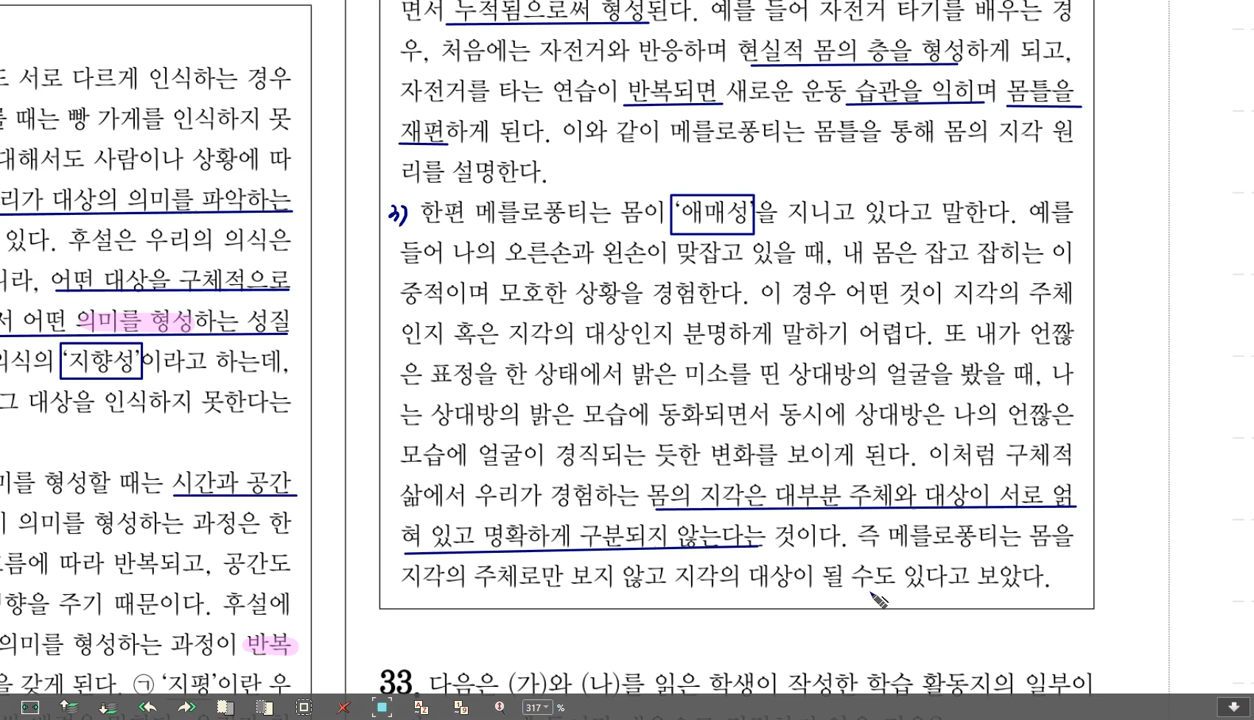 도 서로 다르게 인식하는 경우
를 때는 빵 가게를 인식하지 못
대해서도 사람이나 상황에 따
리가 대상의 의미를 파악하는
있다. 후설은 우리의 의식은
니라, 어떤 대상을 구체적으로
서 어떤 의미를 형성하는 성질
의식의 ‘지향성’이라고 하는데,
그 대상을 인식하지 못한다는
미를 형성할 때는 시간과 공간
이 의미를 형성하는 과정은 한
흐름에 따라 반복되고, 공간도
영향을 주기 때문이다. 후설에
의미를 형성하는 과정이 반복
을 갖게 된다. ㉠ ‘지평’이란 우
면서 누적됨으로써 형성된다. 예를 들어 자전거 타기를 배우는 경
우, 처음에는 자전거와 반응하며 현실적 몸의 층을 형성하게 되고,
자전거를 타는 연습이 반복되면 새로운 운동 습관을 익히며 몸틀을
재편하게 된다. 이와 같이 메를로퐁티는 몸틀을 통해 몸의 지각 원
리를 설명한다.
3) 한편 메를로퐁티는 몸이 ‘애매성’을 지니고 있다고 말한다. 예를
들어 나의 오른손과 왼손이 맞잡고 있을 때, 내 몸은 잡고 잡히는 이
중적이며 모호한 상황을 경험한다. 이 경우 어떤 것이 지각의 주체
인지 혹은 지각의 대상인지 분명하게 말하기 어렵다. 또 내가 언짢
은 표정을 한 상태에서 밝은 미소를 띤 상대방의 얼굴을 봤을 때, 나
는 상대방의 밝은 모습에 동화되면서 동시에 상대방은 나의 언짢은
모습에 얼굴이 경직되는 듯한 변화를 보이게 된다. 이처럼 구체적
삶에서 우리가 경험하는 몸의 지각은 대부분 주체와 대상이 서로 얽
혀 있고 명확하게 구분되지 않는다는 것이다. 즉 메를로퐁티는 몸을
지각의 주체로만 보지 않고 지각의 대상이 될 수도 있다고 보았다.
33. 다음은 (가)와 (나)를 읽은 학생이 작성한 학습 활동지의 일부이
317 %